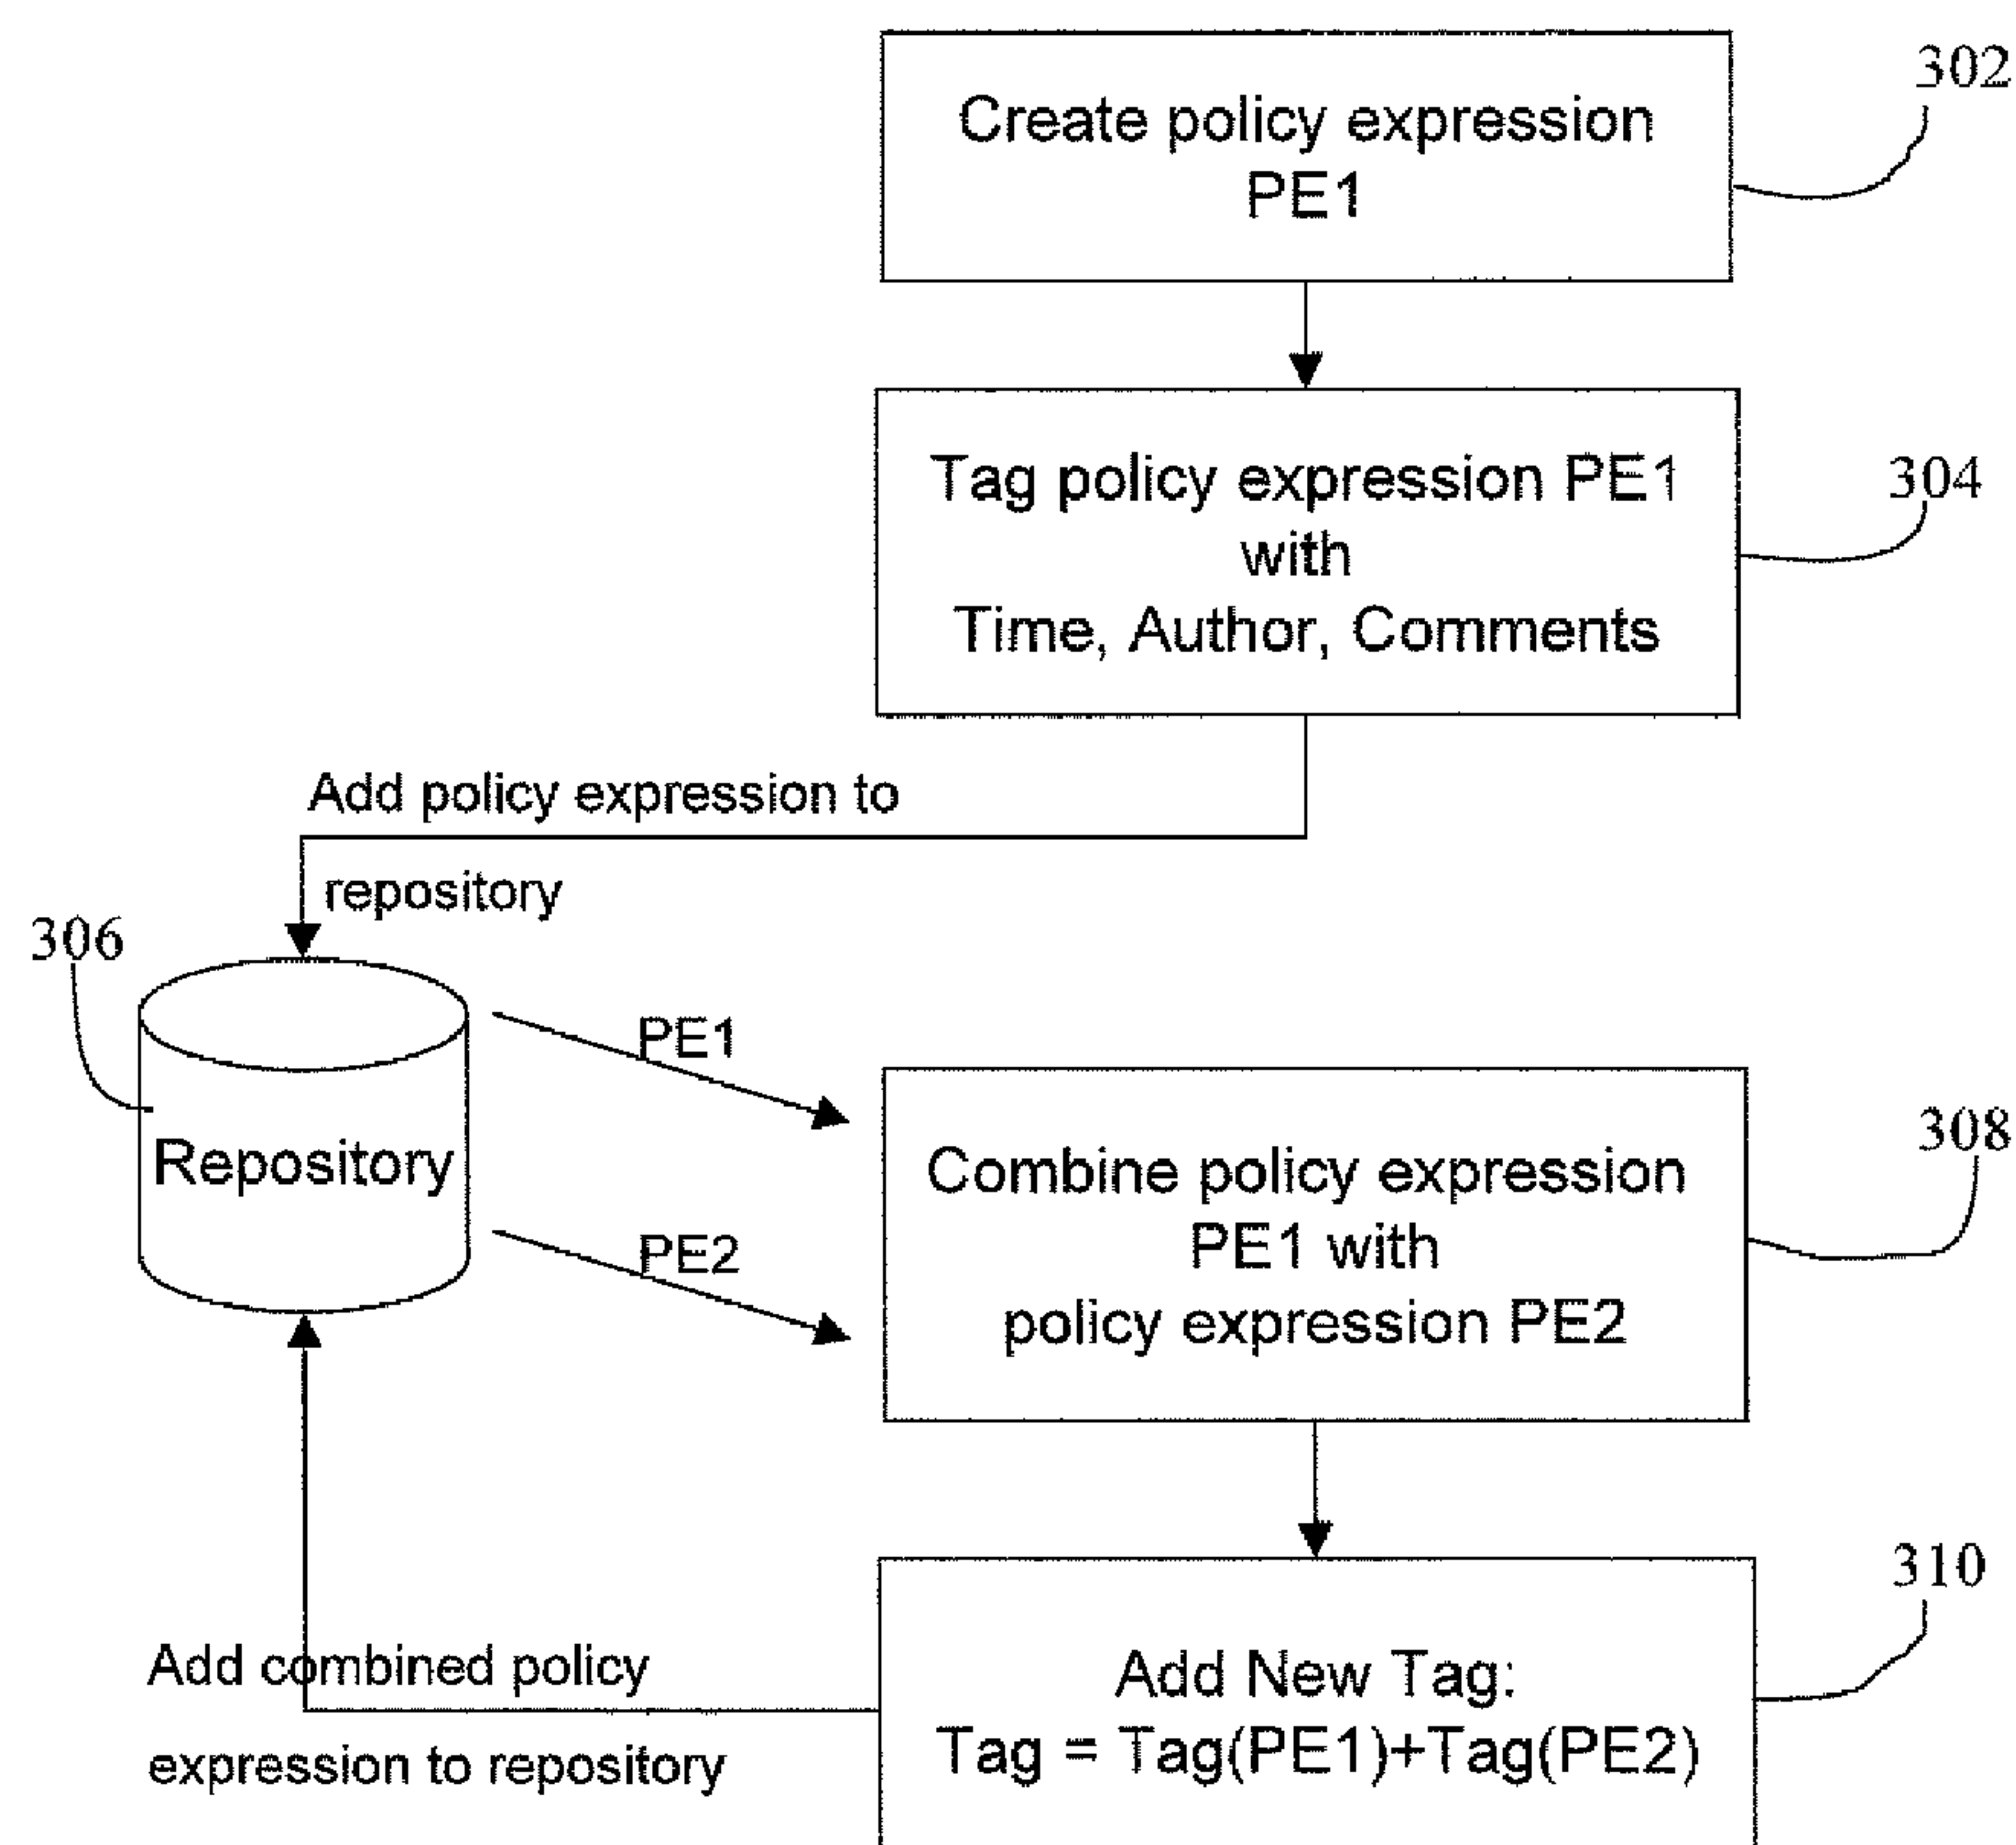 302
Create policy expression
PE1
304
Tag policy expression PE1
with
Time, Author, Comments
Add policy expression to
repository
306
Repository
PE1
PE2
308
Combine policy expression
PE1 with
policy expression PE2
310
Add New Tag:
Tag = Tag(PE1)+Tag(PE2)
Add combined policy
expression to repository